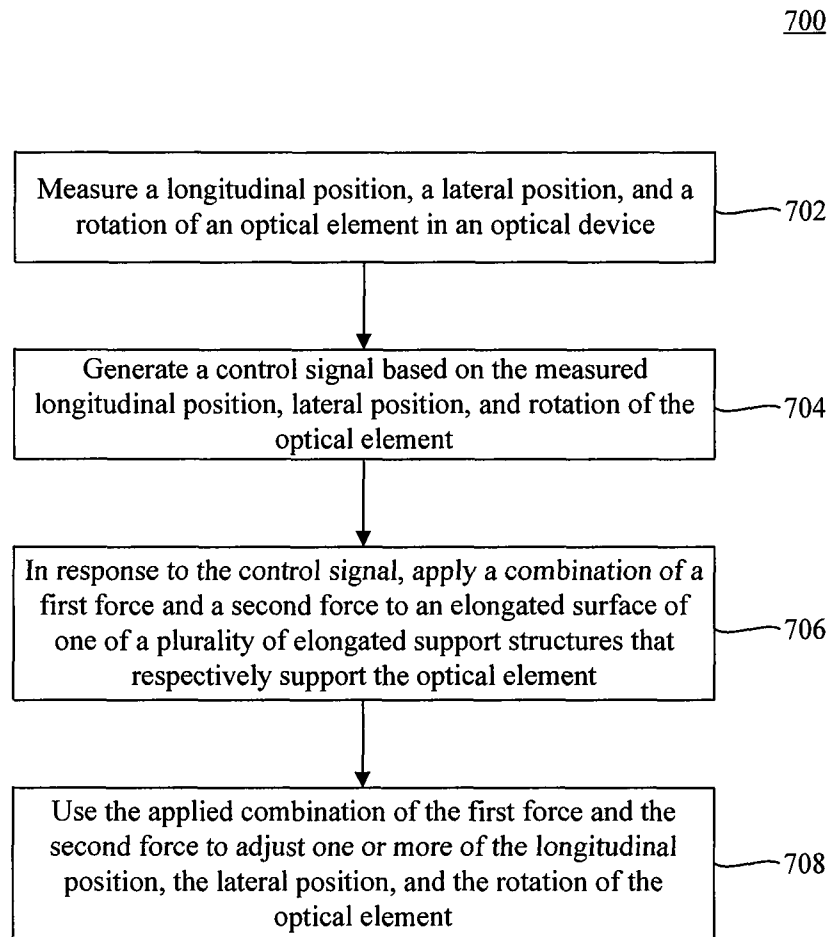 700
Measure a longitudinal position, a lateral position, and a
rotation of an optical element in an optical device
702
Generate a control signal based on the measured
longitudinal position, lateral position, and rotation of the
optical element
704
In response to the control signal, apply a combination of a
first force and a second force to an elongated surface of
one of a plurality of elongated support structures that
respectively support the optical element
706
Use the applied combination of the first force and the
second force to adjust one or more of the longitudinal
position, the lateral position, and the rotation of the
optical element
708